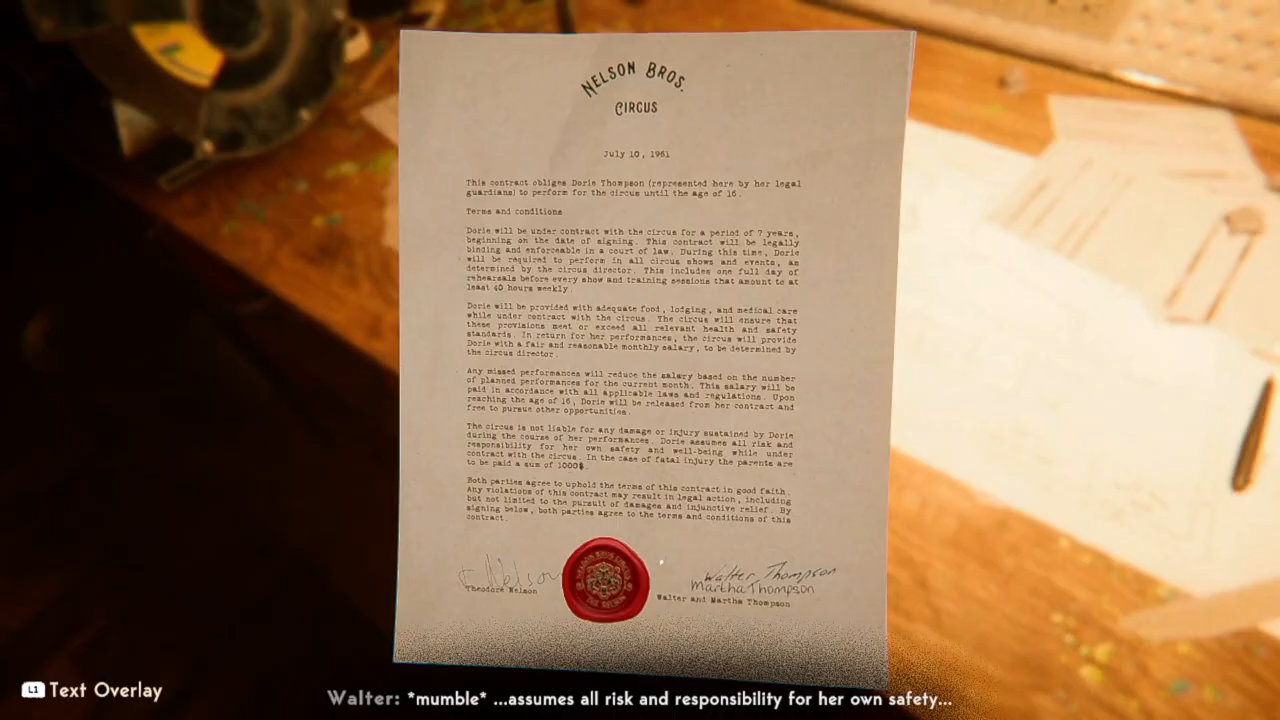 NELSON BROS.
CIRCUS
July 10, 1961
This contract obliges Doris Thompson (represented here by her legal
guardians) to perform for the circus until the age of 16.
Terms and conditions
Dorie will be under contract with the circus for a period of 7 years,
beginning on the date of signing. This contract will be legally
binding and enforceable in a court of law. During this time, Dorie
will be required to perform in all circus shows and events, as
determined by the circus director. This includes one full day of
rehearsals before every show and training sessions that amount to at
least 40 hours weekly.
Dorie will be provided with adequate food, lodging, and medical care
while under contract with the circus. The circus will ensure that
these provisions meet or exceed all relevant health and safety
standards. In return for her performances, the circus will provide
Dorie with a fair and reasonable monthly salary, to be determined by
the circus director.
Any missed performances will reduce the salary based on the number
of planned performances for the current month. This salary will be
paid in accordance with all applicable laws and regulations. Upon
reaching the age of 16, Dorie will be released from her contract and
free to pursue other opportunities.
The circus is not liable for any damage or injury sustained by Dorie
during the course of her performances. Dorie assumes all risk and
responsibility for her own safety and well-being while under
contract with the circus. In the case of fatal injury the parents are
to be paid a sum of 1000$.
Both parties agree to uphold the terms of this contract in good faith.
Any violations of this contract may result in legal action, including
but not limited to the pursuit of damages and injunctive relief. By
signing below, both parties agree to the terms and conditions of this
contract.
Nelson
Walter Thompson
Martha Thompson
Theodore Nelson
Walter and Martha Thompson
NELSON BROS CIRCUS
L1 Text Overlay
Walter: *mumble* ...assumes all risk and responsibility for her own safety...